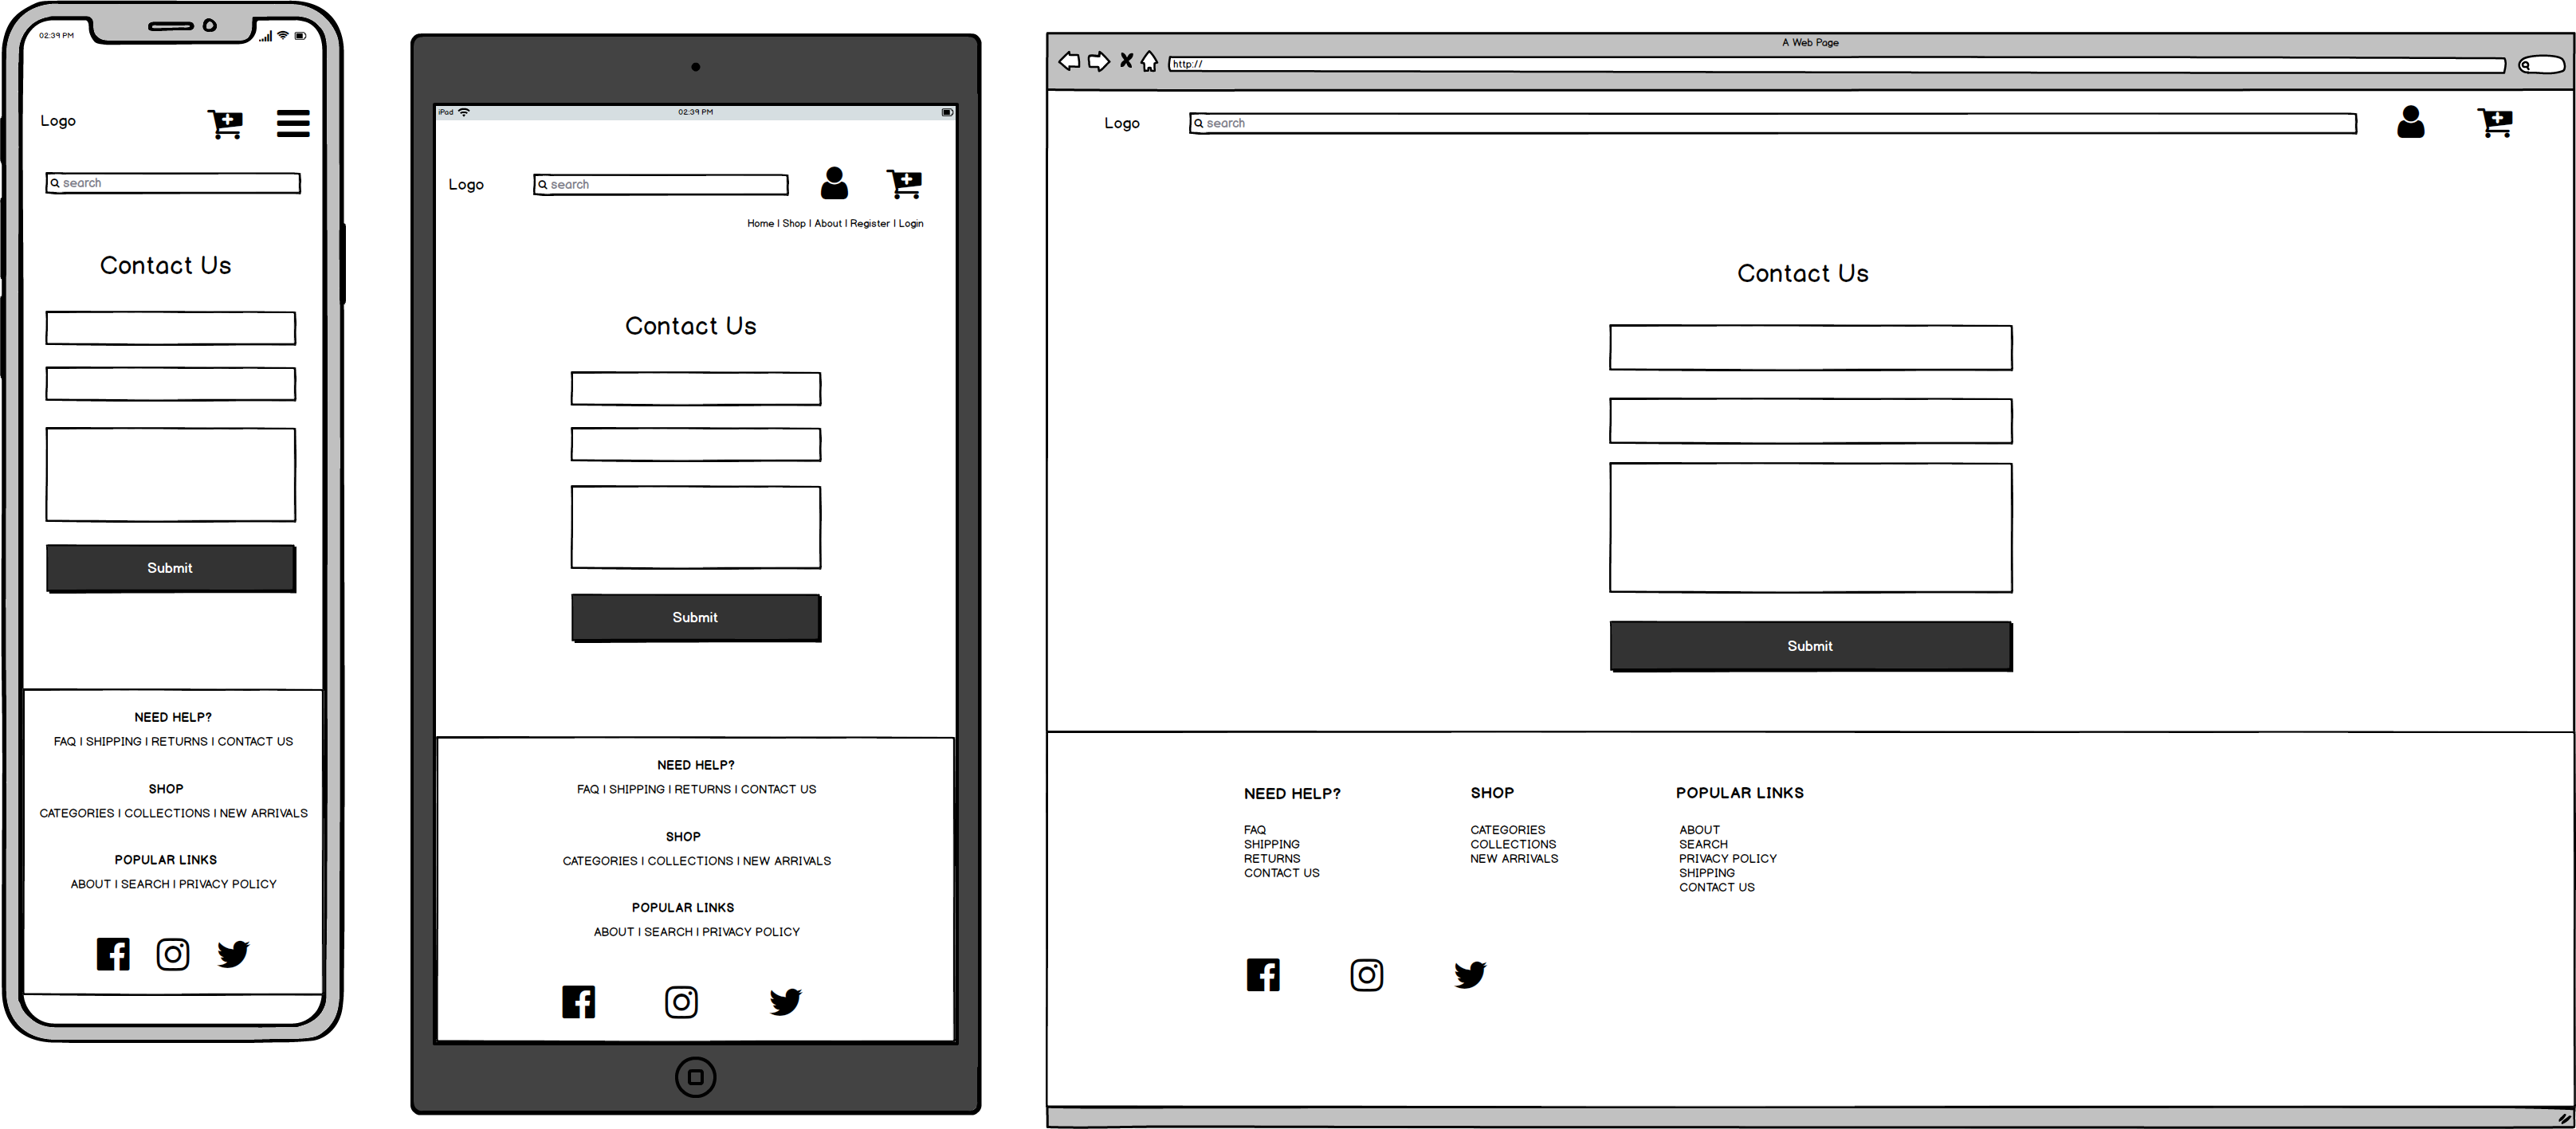 02:39 PM
Logo
search
Contact Us
Submit
NEED HELP?
FAQ | SHIPPING | RETURNS | CONTACT US
SHOP
CATEGORIES | COLLECTIONS | NEW ARRIVALS
POPULAR LINKS
ABOUT | SEARCH | PRIVACY POLICY
iPad
02:39 PM
Logo
search
Home | Shop | About | Register | Login
Contact Us
Submit
NEED HELP?
FAQ | SHIPPING | RETURNS | CONTACT US
SHOP
CATEGORIES | COLLECTIONS | NEW ARRIVALS
POPULAR LINKS
ABOUT | SEARCH | PRIVACY POLICY
A Web Page
http://
Logo
search
Contact Us
Submit
NEED HELP?
FAQ
SHIPPING
RETURNS
CONTACT US
SHOP
CATEGORIES
COLLECTIONS
NEW ARRIVALS
POPULAR LINKS
ABOUT
SEARCH
PRIVACY POLICY
SHIPPING
CONTACT US